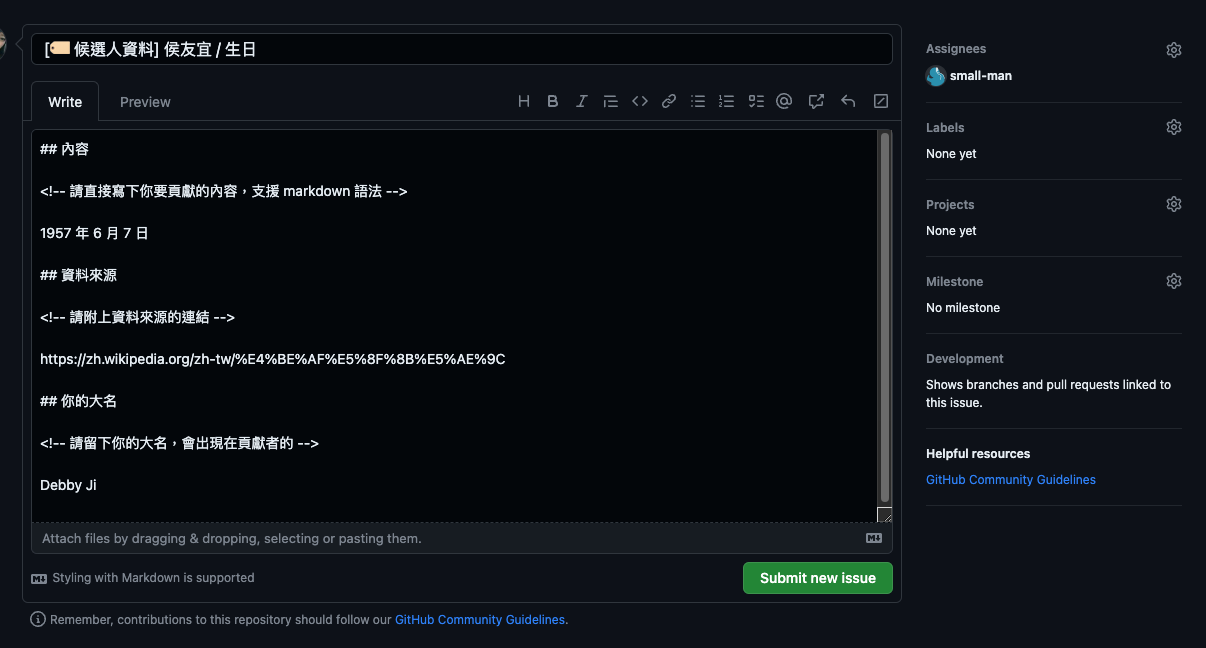 [🏷️ 候選人資料] 侯友宜 / 生日
Write Preview
## 內容
<!-- 請直接寫下你要貢獻的內容，支援 markdown 語法 -->
1957 年 6 月 7 日
## 資料來源
<!-- 請附上資料來源的連結 -->
https://zh.wikipedia.org/zh-tw/%E4%BE%AF%E5%8F%8B%E5%AE%9C
## 你的大名
<!-- 請留下你的大名，會出現在貢獻者的 -->
Debby Ji
Attach files by dragging & dropping, selecting or pasting them.
Styling with Markdown is supported
Submit new issue
Remember, contributions to this repository should follow our GitHub Community Guidelines.
Assignees
small-man
Labels
None yet
Projects
None yet
Milestone
No milestone
Development
Shows branches and pull requests linked to
this issue.
Helpful resources
GitHub Community Guidelines